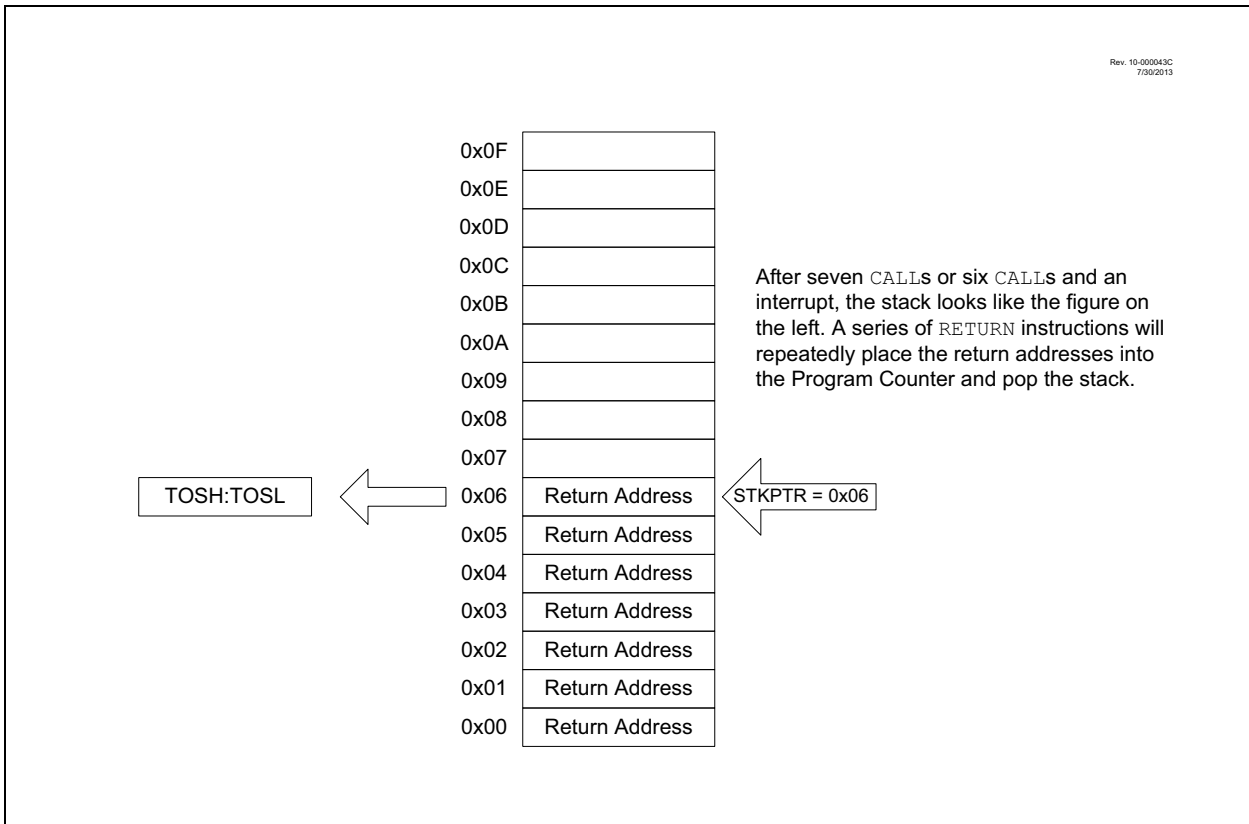 Rev. 10-000043C
7/30/2013
0x0F
0x0E
0x0D
0x0C
0x0B
0x0A
0x09
0x08
0x07
0x06 Return Address
0x05 Return Address
0x04 Return Address
0x03 Return Address
0x02 Return Address
0x01 Return Address
0x00 Return Address
TOSH:TOSL
STKPTR = 0x06
After seven CALLs or six CALLs and an
interrupt, the stack looks like the figure on
the left. A series of RETURN instructions will
repeatedly place the return addresses into
the Program Counter and pop the stack.